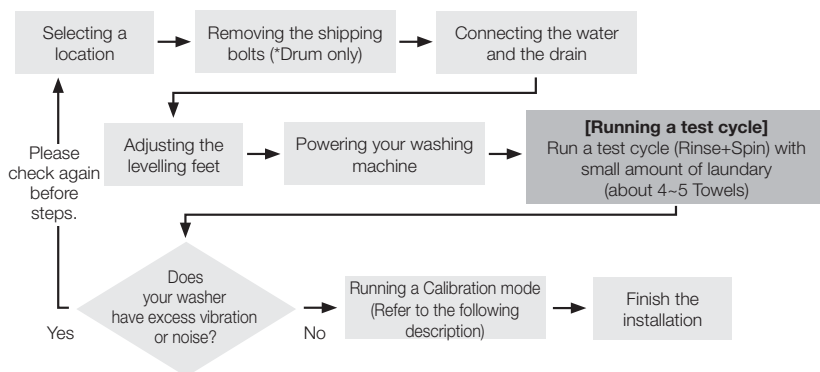 Selecting a
location
Removing the shipping
bolts (*Drum only)
Connecting the water
and the drain
Adjusting the
levelling feet
Powering your washing
machine
[Running a test cycle]
Run a test cycle (Rinse+Spin) with
small amount of laundary
(about 4~5 Towels)
Please
check again
before
steps.
Does
your washer
have excess vibration
or noise?
Yes
No
Running a Calibration mode
(Refer to the following
description)
Finish the
installation